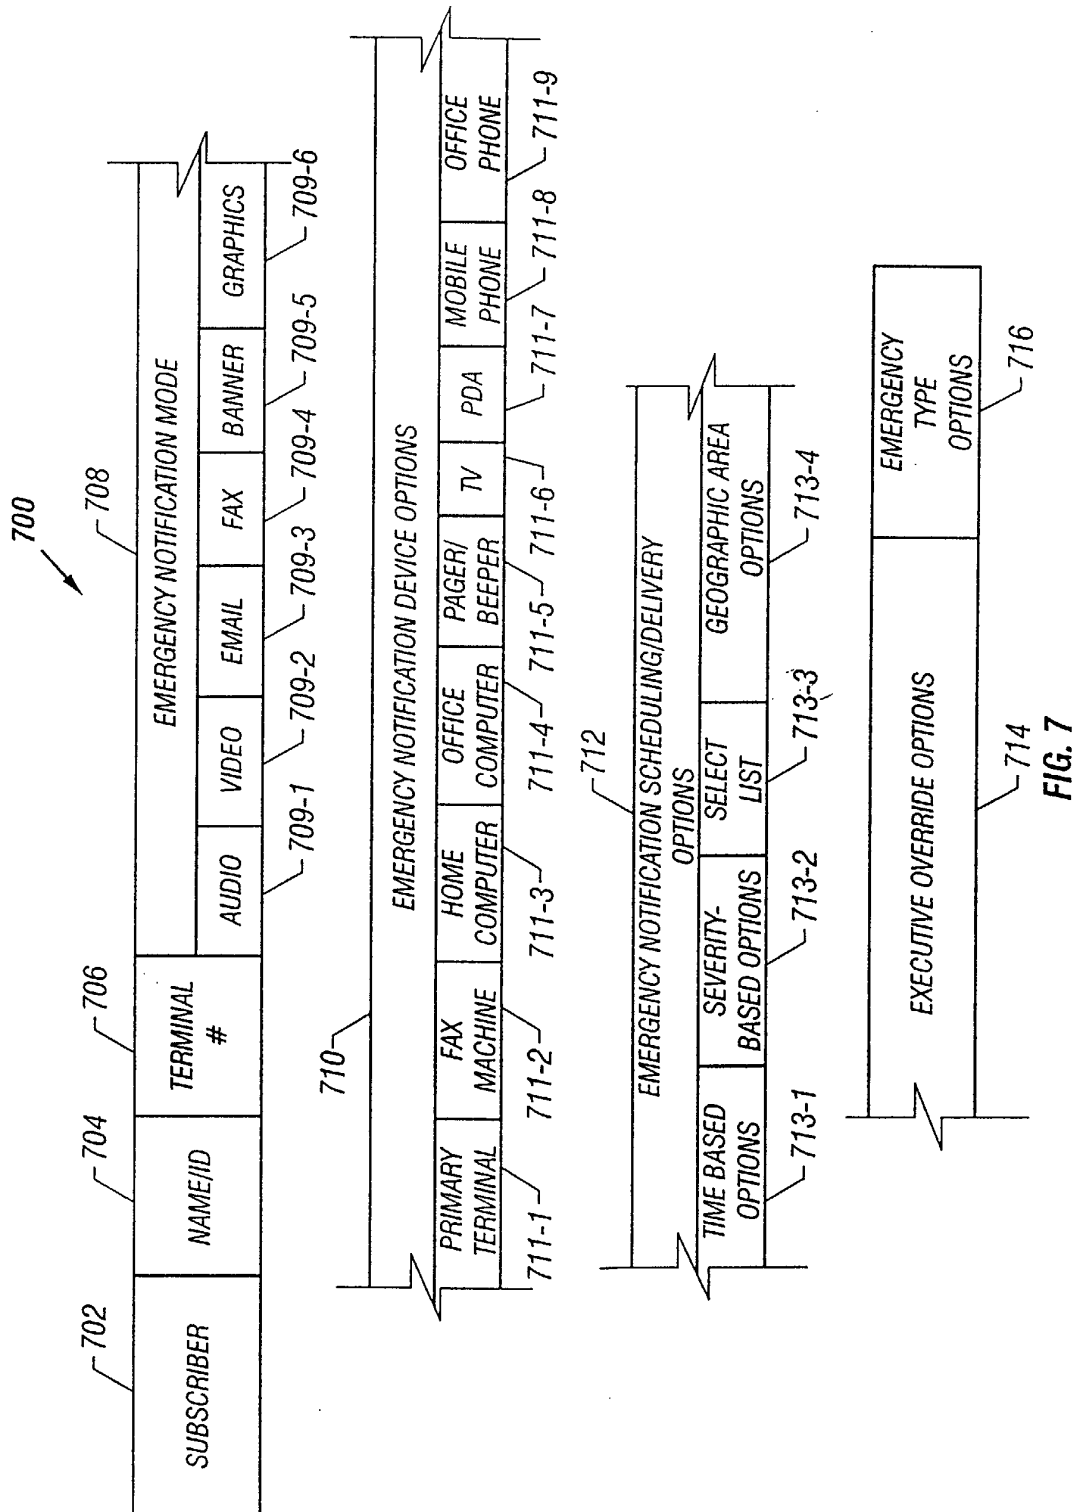 700
702
704
706
708
SUBSCRIBER
NAME/ID
TERMINAL
#
EMERGENCY NOTIFICATION MODE
AUDIO
VIDEO
EMAIL
FAX
BANNER
GRAPHICS
709-1
709-2
709-3
709-4
709-5
709-6
710
EMERGENCY NOTIFICATION DEVICE OPTIONS
PRIMARY
TERMINAL
FAX
MACHINE
HOME
COMPUTER
OFFICE
COMPUTER
PAGER/
BEEPER
TV
PDA
MOBILE
PHONE
OFFICE
PHONE
711-1
711-2
711-3
711-4
711-5
711-6
711-7
711-8
711-9
712
EMERGENCY NOTIFICATION SCHEDULING/DELIVERY
OPTIONS
TIME BASED
OPTIONS
SEVERITY-
BASED OPTIONS
SELECT
LIST
GEOGRAPHIC AREA
OPTIONS
713-1
713-2
713-3
713-4
EXECUTIVE OVERRIDE OPTIONS
EMERGENCY
TYPE
OPTIONS
714
716
FIG. 7